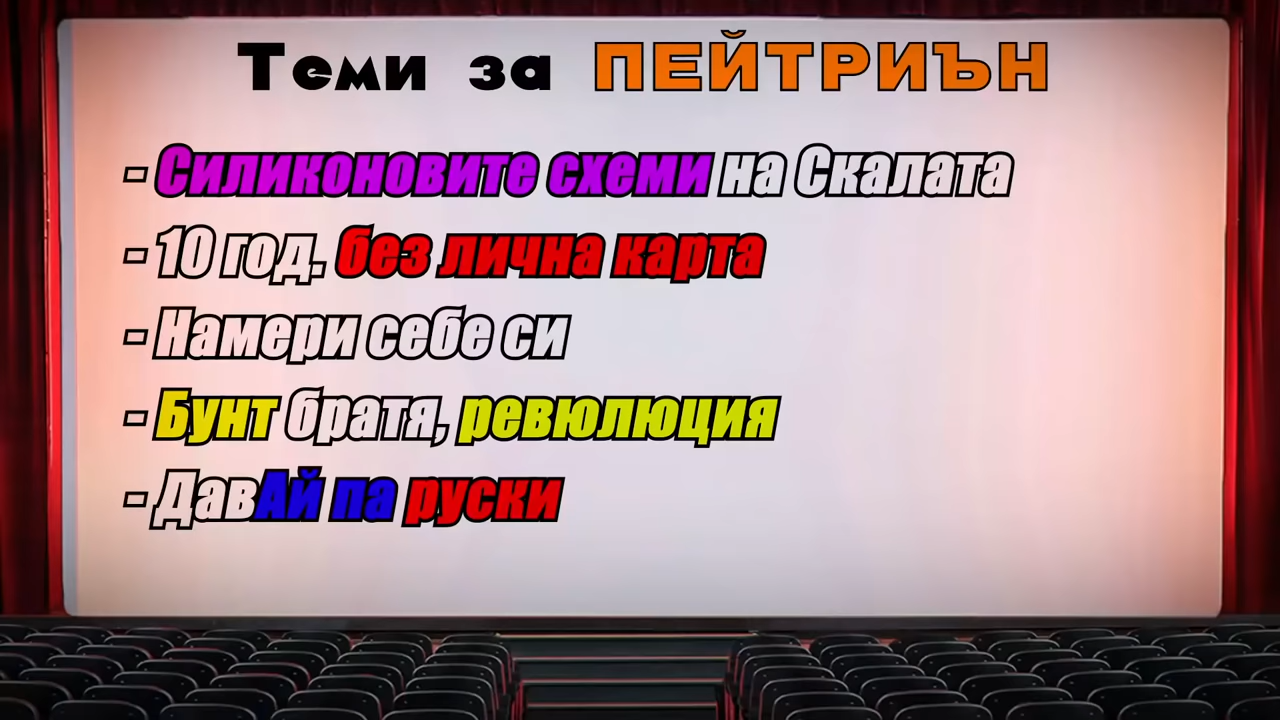 Теми за ПЕЙТРИЪН
- Силиконовите схеми на Скалата
- 10 год. без лична карта
- Намери себе си
- Бунт братя, ревюлюция
- ДавАй па руски